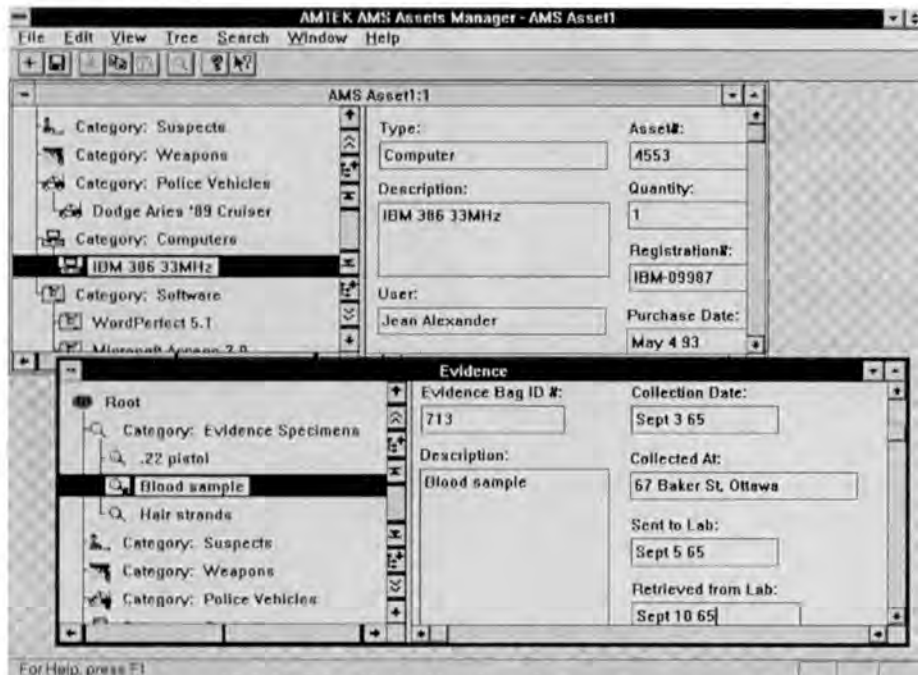 AMTEK AMS Assets Manager - AMS Asset1
File Edit View Tree Search Window Help
AMS Asset1:1
Category: Suspects
Category: Weapons
Category: Police Vehicles
Dodge Aries '89 Cruiser
Category: Computers
IBM 386 33MHz
Category: Software
WordPerfect 5.1
Microsoft Access 2.0
Type:
Computer
Description:
IBM 386 33MHz
User:
Jean Alexander
Asset#:
4553
Quantity:
1
Registration#:
IBM-09987
Purchase Date:
May 4 93
Evidence
Root
Category: Evidence Specimens
.22 pistol
Blood sample
Hair strands
Category: Suspects
Category: Weapons
Category: Police Vehicles
Evidence Bag ID #:
713
Description:
Blood sample
Collection Date:
Sept 3 65
Collected At:
67 Baker St, Ottawa
Sent to Lab:
Sept 5 65
Retrieved from Lab:
Sept 10 65
For Help, press F1